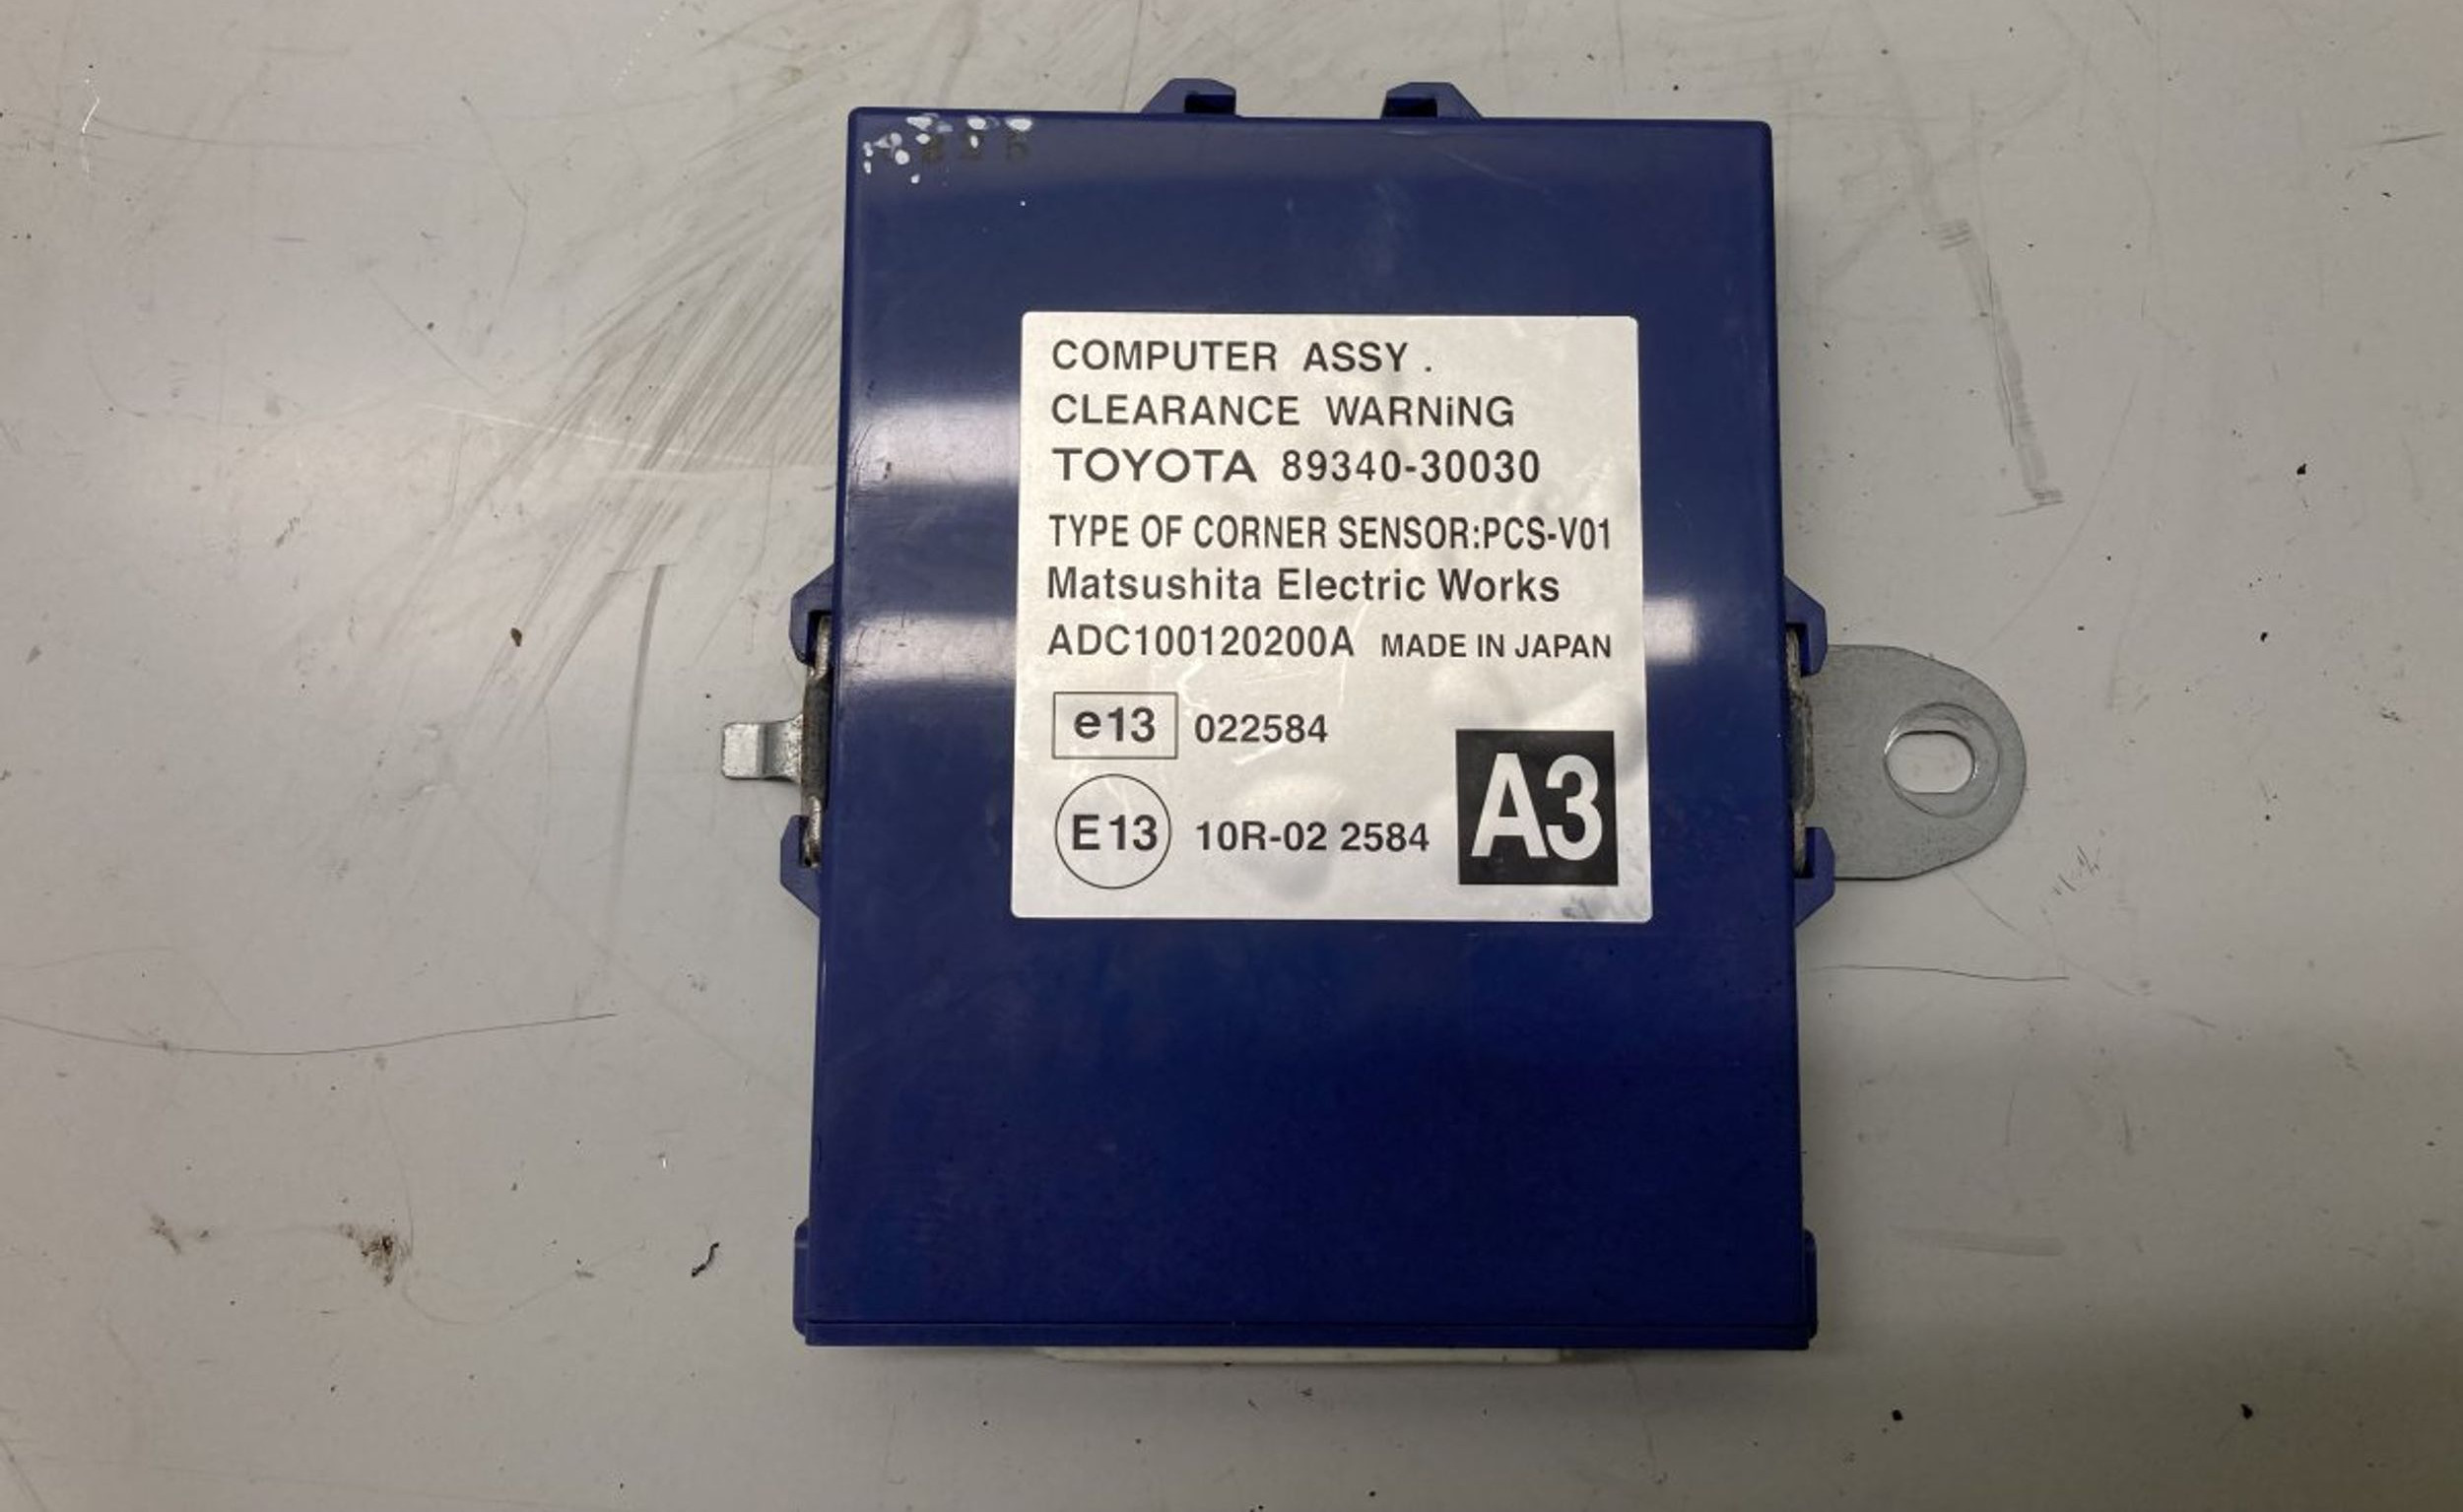 COMPUTER ASSY.
CLEARANCE WARNiNG
TOYOTA 89340-30030
TYPE OF CORNER SENSOR:PCS-V01
Matsushita Electric Works
ADC100120200A MADE IN JAPAN
e13 022584
E13 10R-02 2584
A3